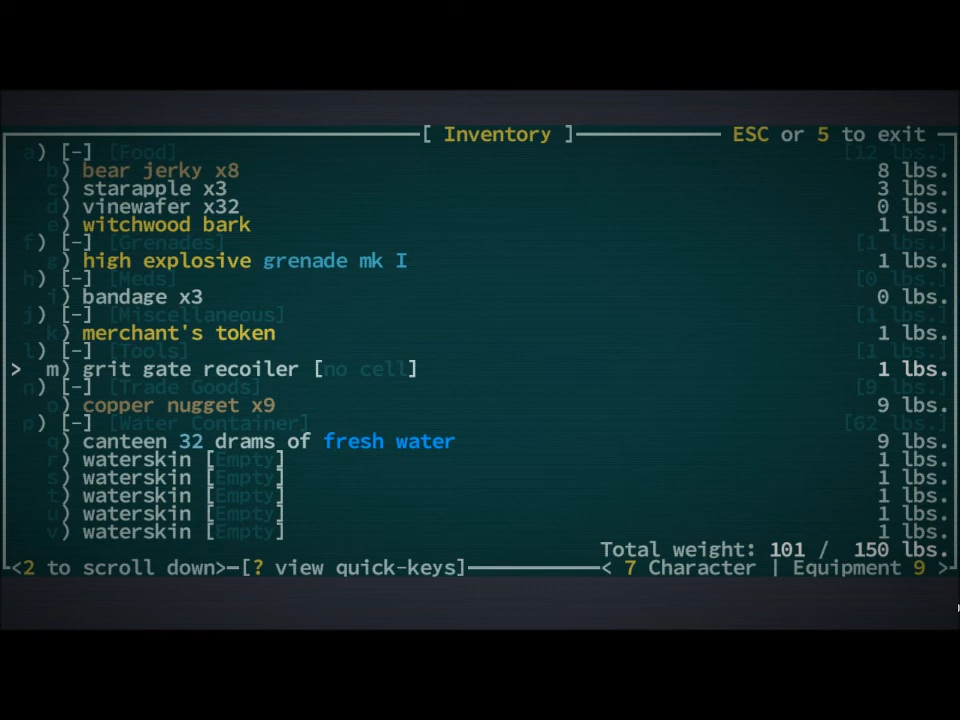 [ Inventory ] ESC or 5 to exit
a) [-] [Food] [12 lbs.]
b) bear jerky x8 8 lbs.
c) starapple x3 3 lbs.
d) vinewafer x32 0 lbs.
e) witchwood bark 1 lbs.
f) [-] [Grenades] [1 lbs.]
g) high explosive grenade mk I 1 lbs.
h) [-] [Meds] [0 lbs.]
i) bandage x3 0 lbs.
j) [-] [Miscellaneous] [1 lbs.]
k) merchant's token 1 lbs.
l) [-] [Tools] [1 lbs.]
> m) grit gate recoiler [no cell] 1 lbs.
n) [-] [Trade Goods] [9 lbs.]
o) copper nugget x9 9 lbs.
p) [-] [Water Container] [62 lbs.]
q) canteen 32 drams of fresh water 9 lbs.
r) waterskin [Empty] 1 lbs.
s) waterskin [Empty] 1 lbs.
t) waterskin [Empty] 1 lbs.
u) waterskin [Empty] 1 lbs.
v) waterskin [Empty] 1 lbs.
Total weight: 101 / 150 lbs.
<2 to scroll down> [? view quick-keys] < 7 Character | Equipment 9 >